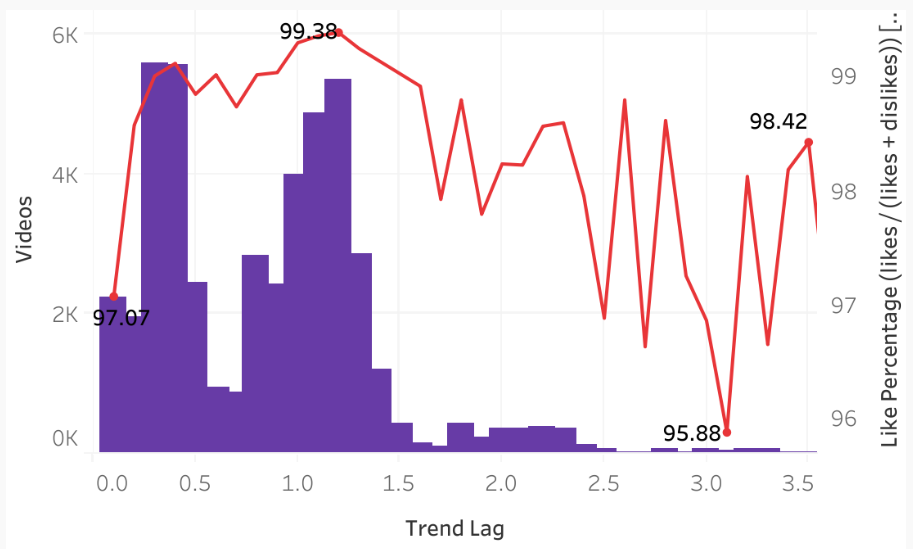 6K
4K
2K
0K
Videos
99.38
97.07
98.42
95.88
99
98
97
96
Like Percentage (likes / (likes + dislikes)) [..
0.0 0.5 1.0 1.5 2.0 2.5 3.0 3.5
Trend Lag